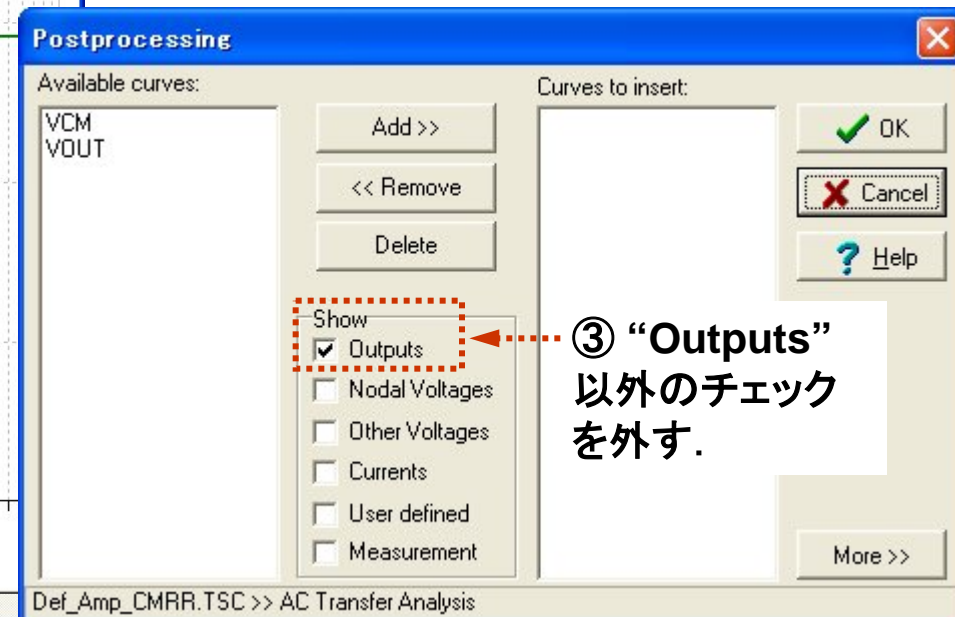 Postprocessing
Available curves:
VCM
VOUT
Add >>
<< Remove
Delete
Show
Outputs
Nodal Voltages
Other Voltages
Currents
User defined
Measurement
Curves to insert:
OK
Cancel
Help
③ “Outputs”
以外のチェック
を外す.
More >>
Def_Amp_CMRR.TSC >> AC Transfer Analysis